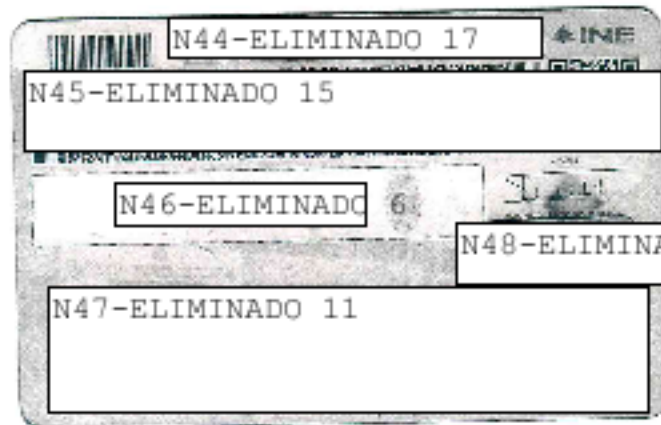 N44-ELIMINADO 17
INE
N45-ELIMINADO 15
N46-ELIMINADO 6
N48-ELIMINA
N47-ELIMINADO 11